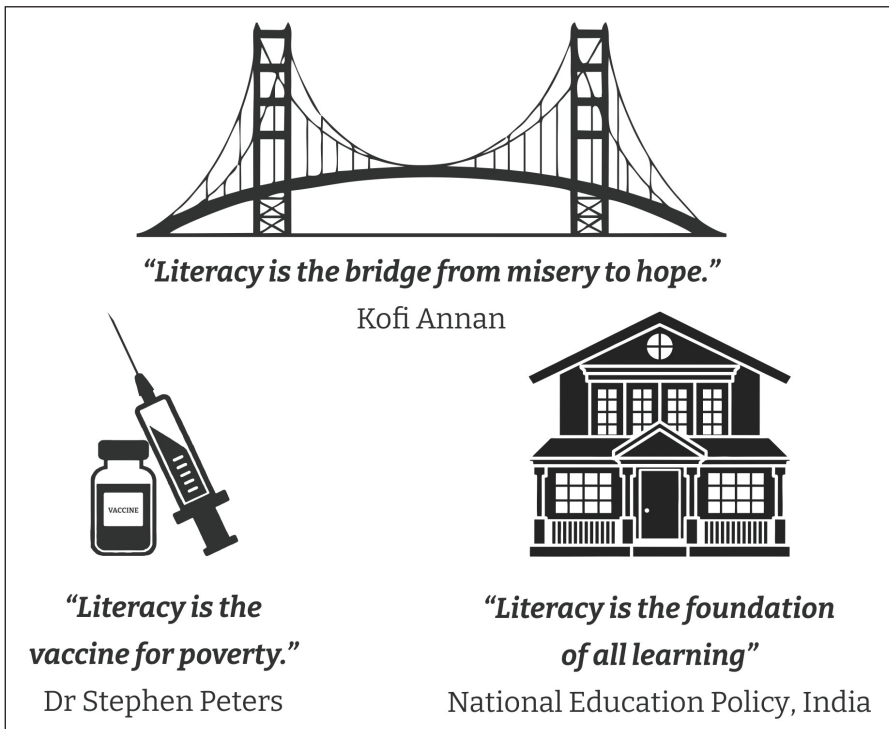 “Literacy is the bridge from misery to hope.”
Kofi Annan
VACCINE
“Literacy is the
vaccine for poverty.”
Dr Stephen Peters
“Literacy is the foundation
of all learning”
National Education Policy, India